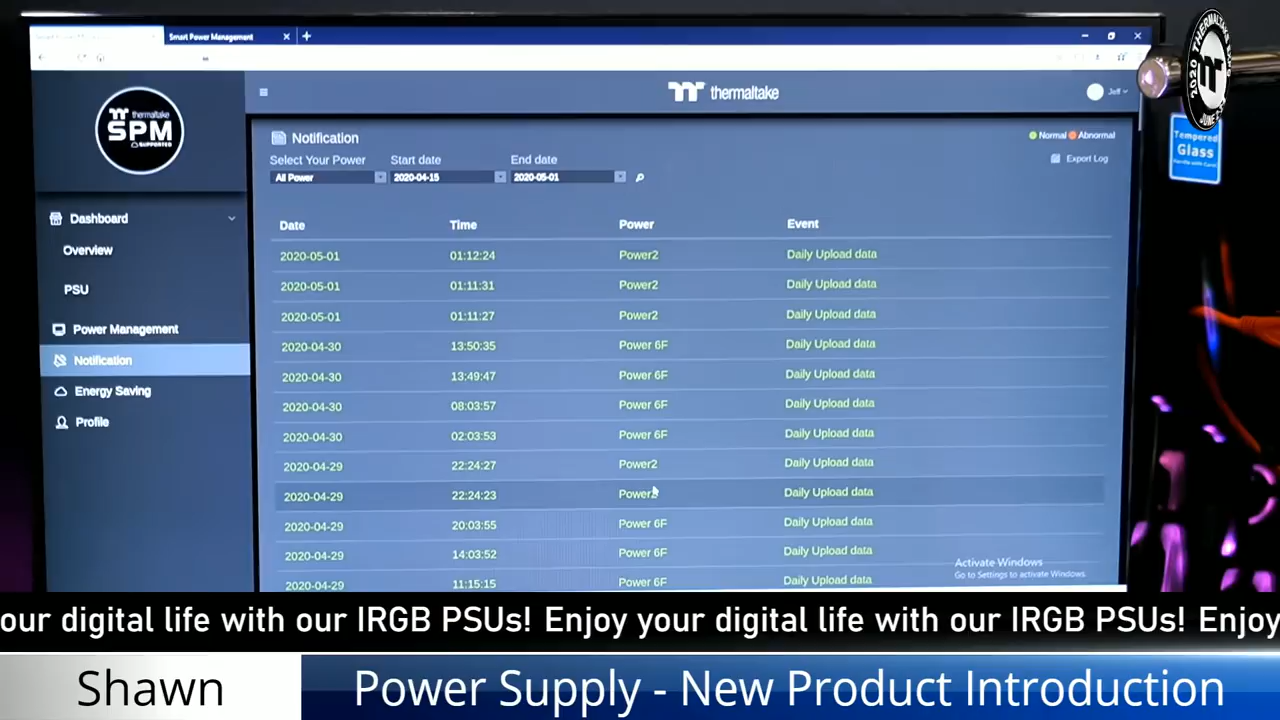 Smart Power Management
thermaltake
SPM
SUPPORTED
thermaltake
Jeff
2020 THERMALTAKE
JUNE
Tempered
Glass
Handle with Care
Dashboard
Overview
PSU
Power Management
Notification
Energy Saving
Profile
Notification
Normal Abnormal
Export Log
Select Your Power Start date End date
All Power 2020-04-15 2020-05-01
Date Time Power Event
2020-05-01 01:12:24 Power2 Daily Upload data
2020-05-01 01:11:31 Power2 Daily Upload data
2020-05-01 01:11:27 Power2 Daily Upload data
2020-04-30 13:50:35 Power 6F Daily Upload data
2020-04-30 13:49:47 Power 6F Daily Upload data
2020-04-30 08:03:57 Power 6F Daily Upload data
2020-04-30 02:03:53 Power 6F Daily Upload data
2020-04-29 22:24:27 Power2 Daily Upload data
2020-04-29 22:24:23 Power2 Daily Upload data
2020-04-29 20:03:55 Power 6F Daily Upload data
2020-04-29 14:03:52 Power 6F Daily Upload data
2020-04-29 11:15:15 Power 6F Daily Upload data
Activate Windows
Go to Settings to activate Windows.
our digital life with our IRGB PSUs! Enjoy your digital life with our IRGB PSUs! Enjoy
Shawn
Power Supply - New Product Introduction